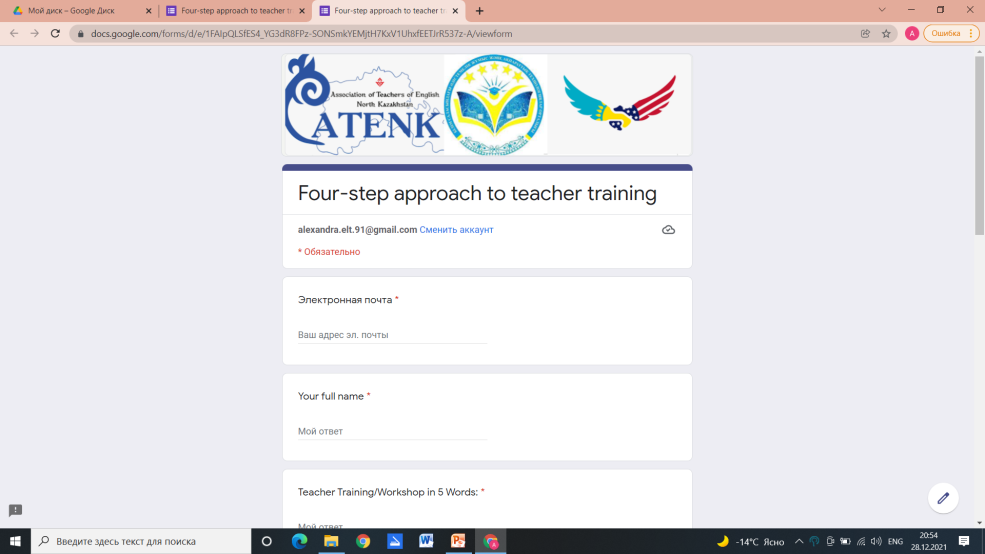 Мой диск – Google Диск
Four-step approach to teacher tr
Four-step approach to teacher tr
docs.google.com/forms/d/e/1FAIpQLSfES4_YG3dR8FPz-SONSmkYEMjtH7KxV1UhxfEETJrR537z-A/viewform
A
Ошибка
Association of Teachers of English
North Kazakhstan
ATENK
Four-step approach to teacher training
alexandra.elt.91@gmail.com Сменить аккаунт
* Обязательно
Электронная почта *
Ваш адрес эл. почты
Your full name *
Мой ответ
Teacher Training/Workshop in 5 Words: *
Мой ответ
Введите здесь текст для поиска
-14°C Ясно
ENG
20:54
28.12.2021